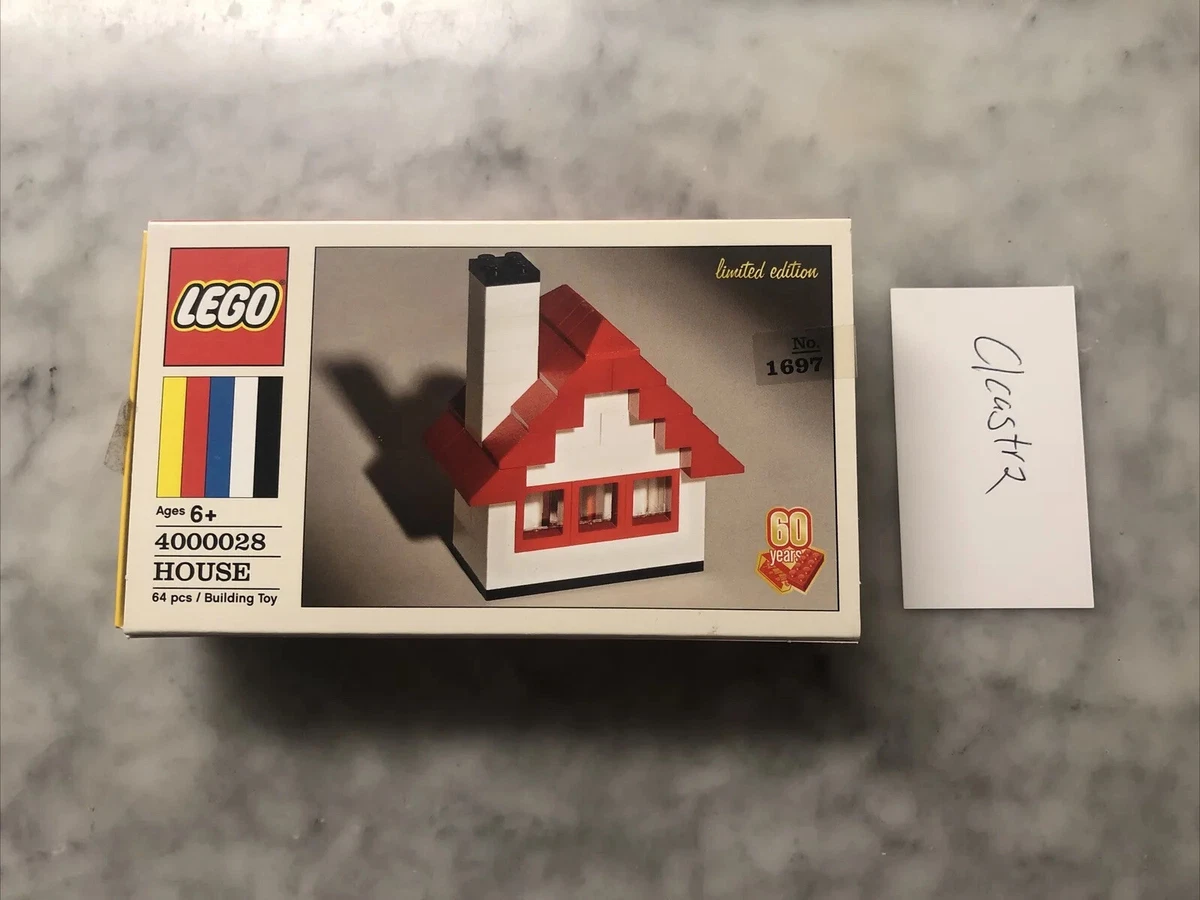 LEGO
limited edition
No.
1697
Ages 6+
4000028
HOUSE
64 pcs / Building Toy
60
years
Clcastr2